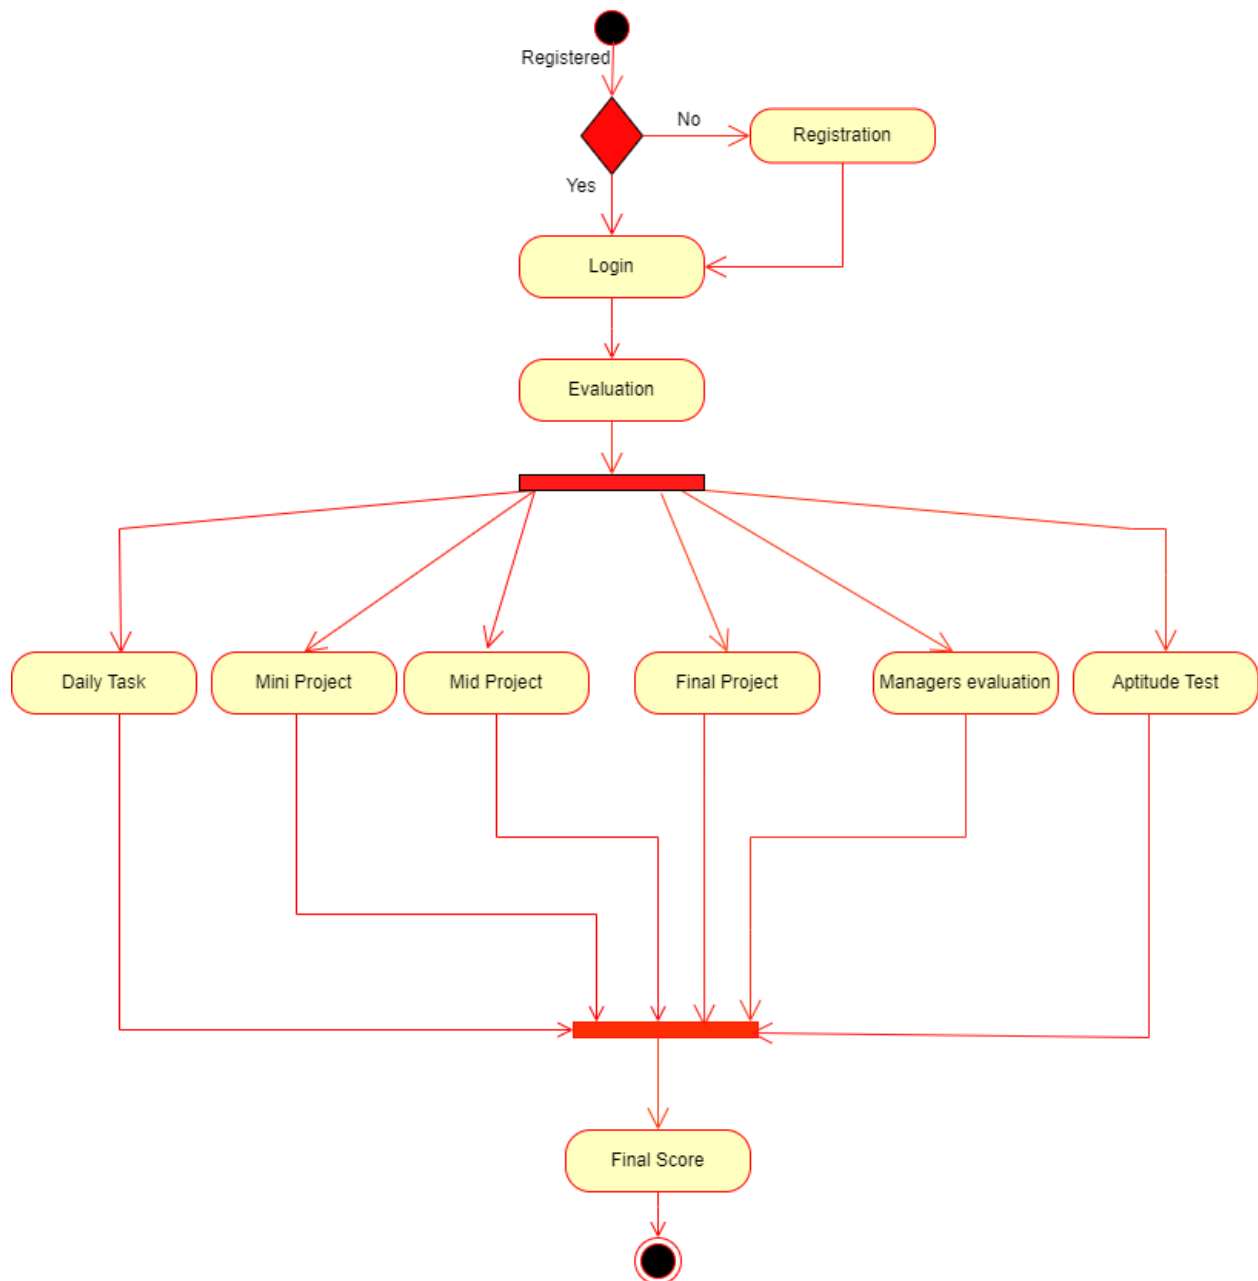 Registered
No
Registration
Yes
Login
Evaluation
Daily Task
Mini Project
Mid Project
Final Project
Managers evaluation
Aptitude Test
Final Score